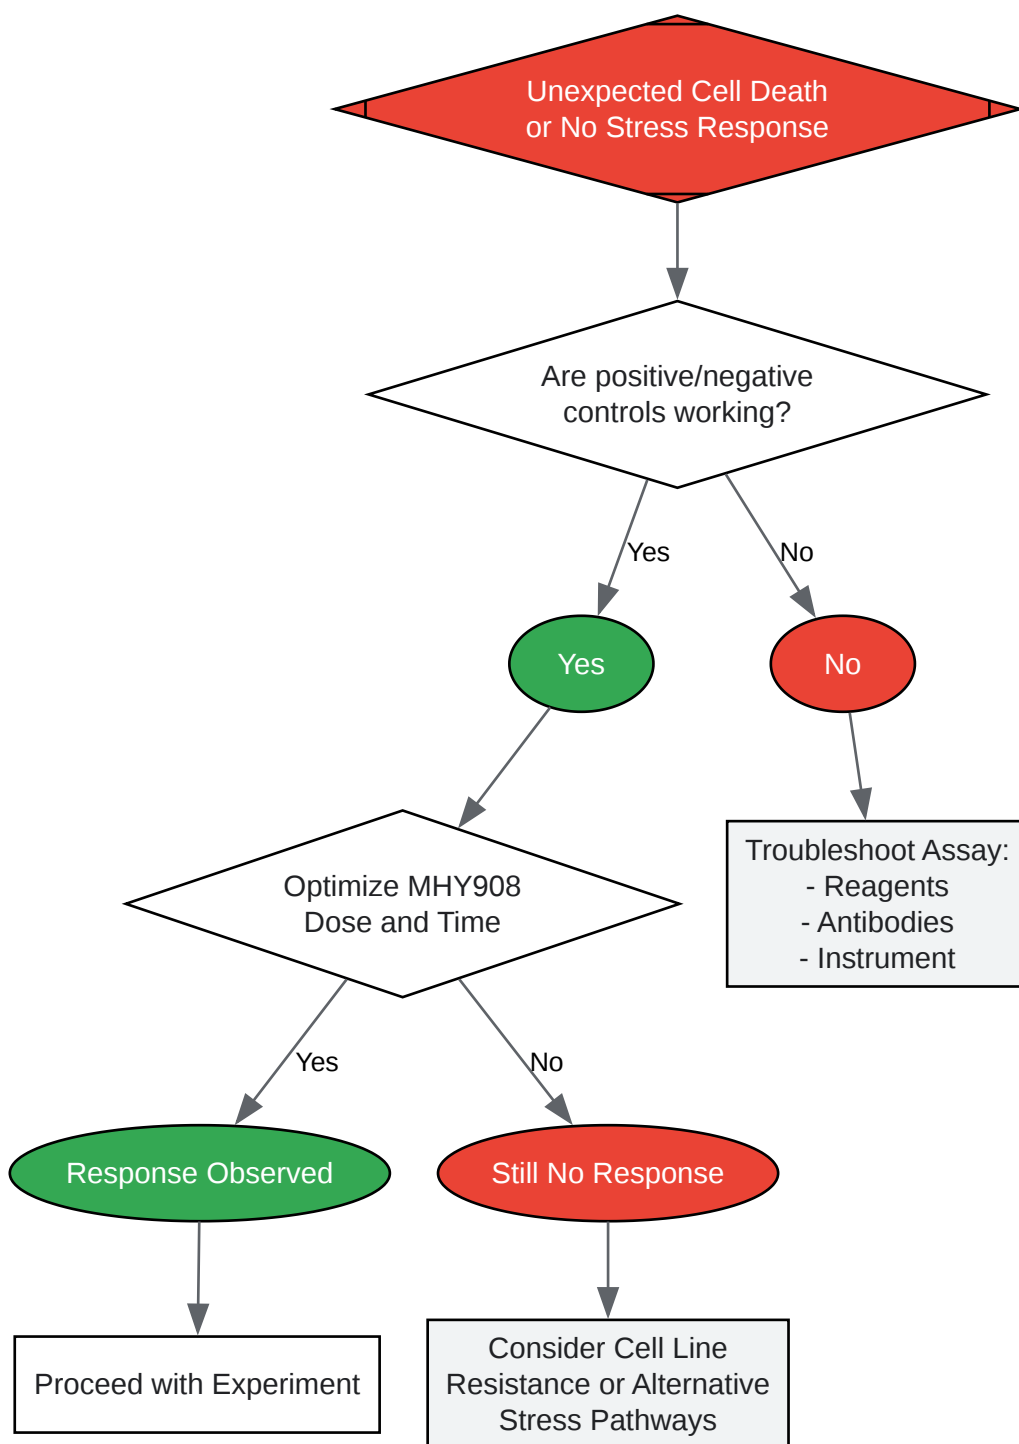 Unexpected Cell Death
or No Stress Response
Are positive/negative
controls working?
Yes
No
Yes
No
Optimize MHY908
Dose and Time
Troubleshoot Assay:
- Reagents
- Antibodies
- Instrument
Yes
No
Response Observed
Still No Response
Proceed with Experiment
Consider Cell Line
Resistance or Alternative
Stress Pathways